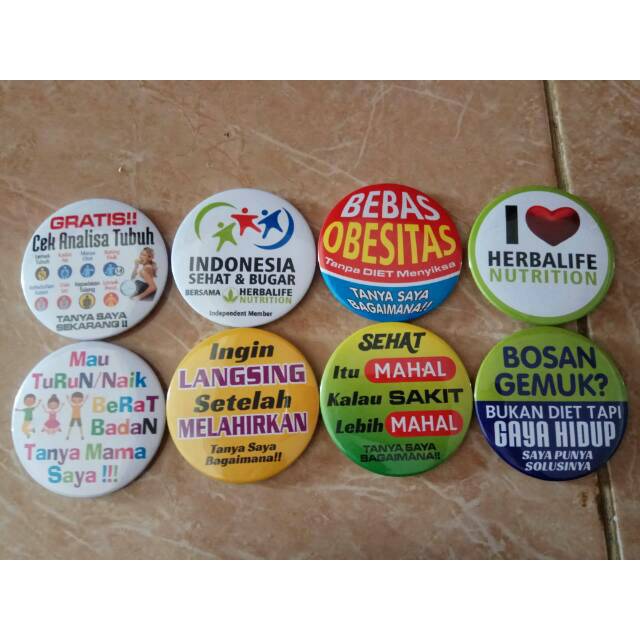 GRATIS!!
Cek Analisa Tubuh
TANYA SAYA
SEKARANG !!
INDONESIA
SEHAT & BUGAR
BERSAMA HERBALIFE
NUTRITION
Independent Member
BEBAS
OBESITAS
Tanpa DIET Menyiksa
TANYA SAYA
BAGAIMANA!!
I
HERBALIFE
NUTRITION
Mau
TuRuN/Naik
BeRaT
BadaN
Tanya Mama
Saya !!!
Ingin
LANGSING
Setelah
MELAHIRKAN
Tanya Saya
Bagaimana!!
SEHAT
Itu MAHAL
Kalau SAKIT
Lebih MAHAL
TANYA SAYA
BAGAIMANA!!
BOSAN
GEMUK?
BUKAN DIET TAPI
GAYA HIDUP
SAYA PUNYA
SOLUSINYA